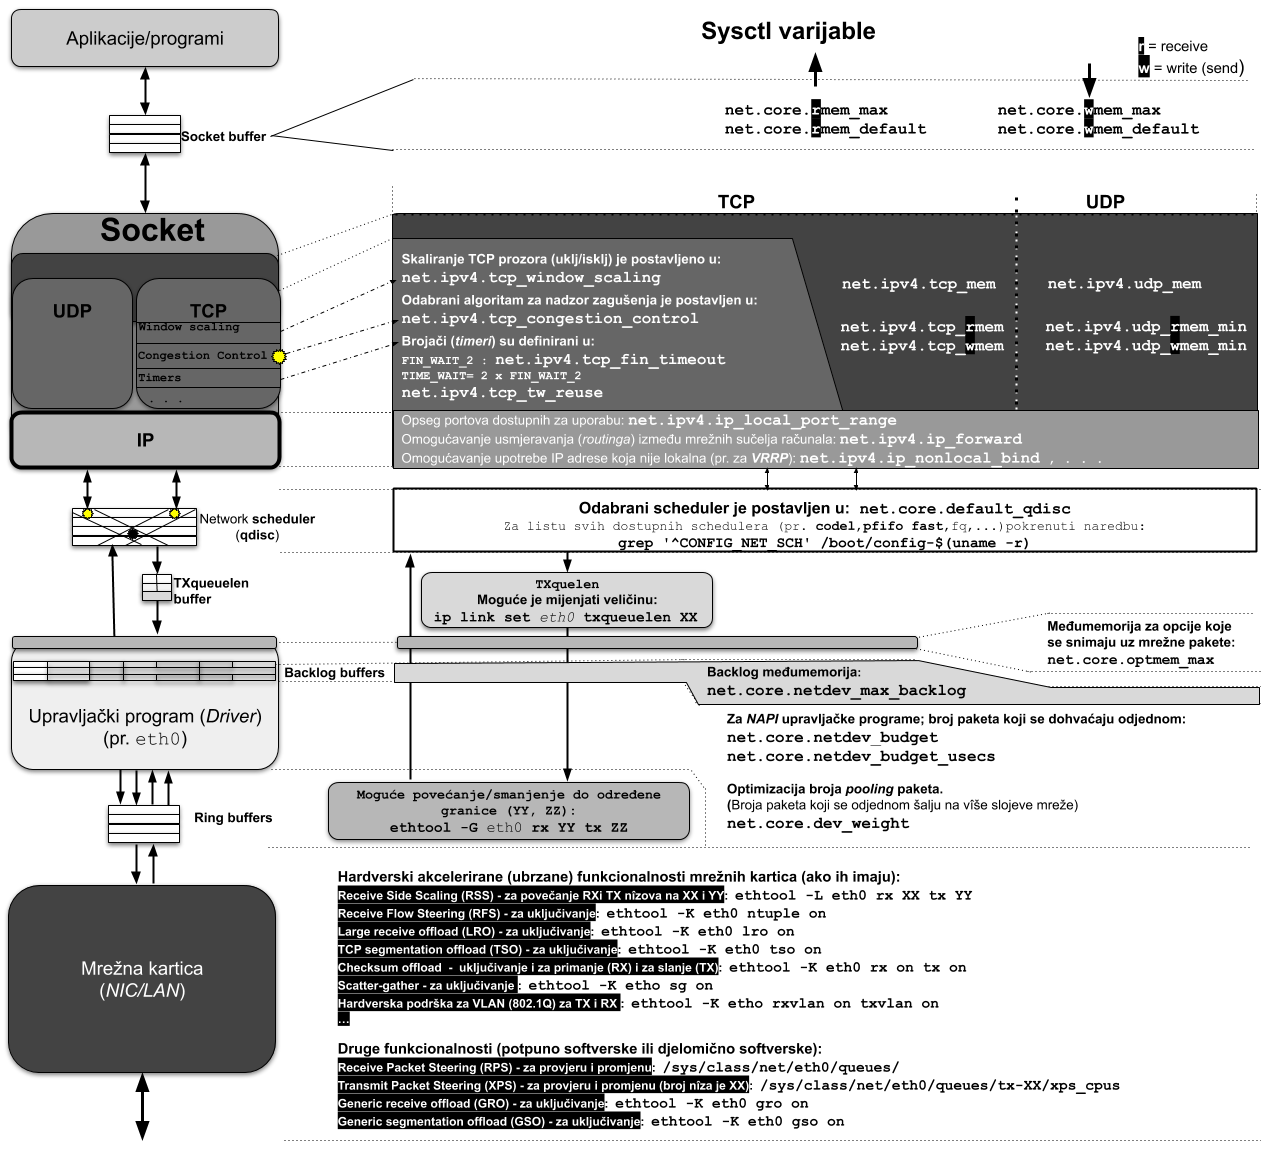 Aplikacije/programi
Sysctl varijable
r = receive
w = write (send)
net.core.rmem_max
net.core.rmem_default
net.core.wmem_max
net.core.wmem_default
Socket buffer
TCP
UDP
Socket
UDP
TCP
Window scaling
Congestion Control
Timers
. . .
IP
Skaliranje TCP prozora (uklj/isklj) je postavljeno u:
net.ipv4.tcp_window_scaling
Odabrani algoritam za nadzor zagušenja je postavljen u:
net.ipv4.tcp_congestion_control
Brojači (timeri) su definirani u:
FIN_WAIT_2 : net.ipv4.tcp_fin_timeout
TIME_WAIT= 2 x FIN_WAIT_2
net.ipv4.tcp_tw_reuse
net.ipv4.tcp_mem
net.ipv4.tcp_rmem
net.ipv4.tcp_wmem
net.ipv4.udp_mem
net.ipv4.udp_rmem_min
net.ipv4.udp_wmem_min
Opseg portova dostupnih za uporabu: net.ipv4.ip_local_port_range
Omogućavanje usmjeravanja (routinga) između mrežnih sučelja računala: net.ipv4.ip_forward
Omogućavanje upotrebe IP adrese koja nije lokalna (pr. za VRRP): net.ipv4.ip_nonlocal_bind , . . .
Network scheduler
(qdisc)
Odabrani scheduler je postavljen u: net.core.default_qdisc
Za listu svih dostupnih schedulera (pr. codel,pfifo fast,fq,...)pokrenuti naredbu:
grep '^CONFIG_NET_SCH' /boot/config-$(uname -r)
TXqueuelen
buffer
TXquelen
Moguće je mijenjati veličinu:
ip link set eth0 txqueuelen XX
Međumemorija za opcije koje
se snimaju uz mrežne pakete:
net.core.optmem_max
Backlog buffers
Backlog međumemorija:
net.core.netdev_max_backlog
Upravljački program (Driver)
(pr. eth0)
Za NAPI upravljačke programe; broj paketa koji se dohvaćaju odjednom:
net.core.netdev_budget
net.core.netdev_budget_usecs
Optimizacija broja pooling paketa.
(Broja paketa koji se odjednom šalju na više slojeve mreže)
net.core.dev_weight
Moguće povećanje/smanjenje do određene
granice (YY, ZZ):
ethtool -G eth0 rx YY tx ZZ
Ring buffers
Mrežna kartica
(NIC/LAN)
Hardverski akcelerirane (ubrzane) funkcionalnosti mrežnih kartica (ako ih imaju):
Receive Side Scaling (RSS) - za povečanje RXi TX nizova na XX i YY: ethtool -L eth0 rx XX tx YY
Receive Flow Steering (RFS) - za uključivanje: ethtool -K eth0 ntuple on
Large receive offload (LRO) - za uključivanje: ethtool -K eth0 lro on
TCP segmentation offload (TSO) - za uključivanje: ethtool -K eth0 tso on
Checksum offload - uključivanje i za primanje (RX) i za slanje (TX): ethtool -K eth0 rx on tx on
Scatter-gather - za uključivanje : ethtool -K etho sg on
Hardverska podrška za VLAN (802.1Q) za TX i RX : ethtool -K etho rxvlan on txvlan on
...
Druge funkcionalnosti (potpuno softverske ili djelomično softverske):
Receive Packet Steering (RPS) - za provjeru i promjenu: /sys/class/net/eth0/queues/
Transmit Packet Steering (XPS) - za provjeru i promjenu (broj niza je XX): /sys/class/net/eth0/queues/tx-XX/xps_cpus
Generic receive offload (GRO) - za uključivanje: ethtool -K eth0 gro on
Generic segmentation offload (GSO) - za uključivanje: ethtool -K eth0 gso on